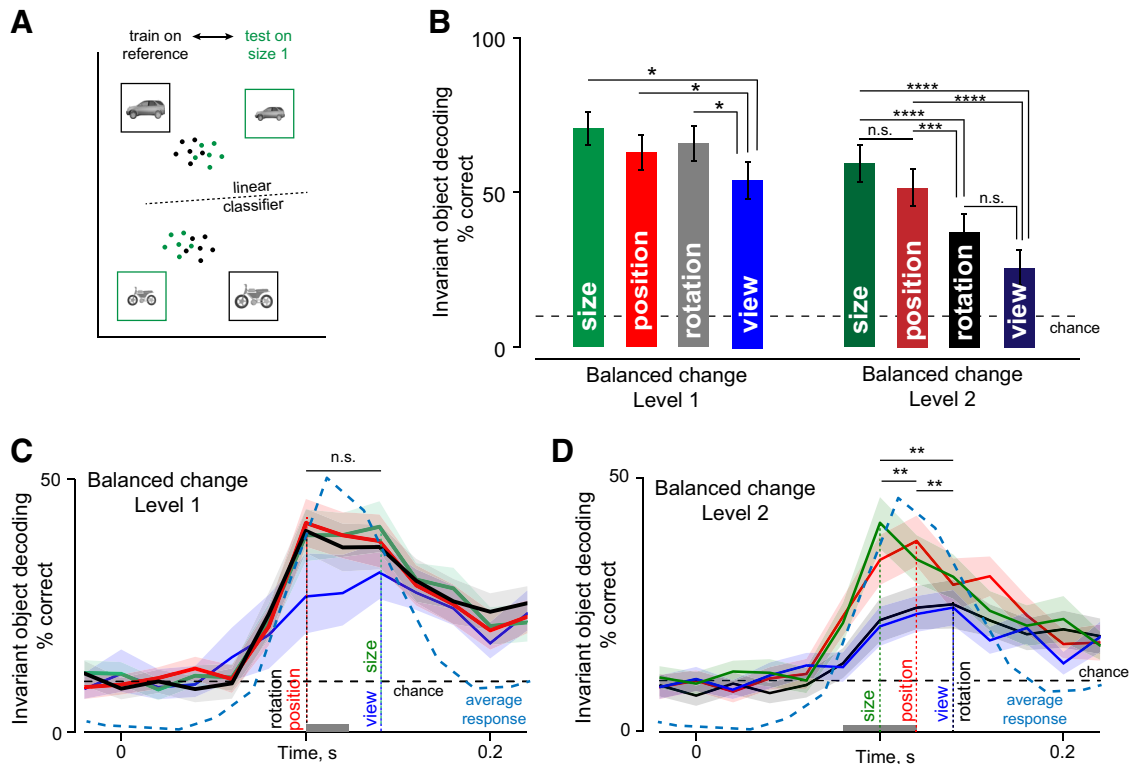 A
train on
reference
test on
size 1
linear
classifier
B
Invariant object decoding
% correct
100
50
0
*
*
*
****
****
****
n.s.
***
n.s.
size
position
rotation
view
size
position
rotation
view
chance
Balanced change
Level 1
Balanced change
Level 2
C
Balanced change
Level 1
Invariant object decoding
% correct
50
0
n.s.
rotation
position
view
size
chance
average
response
0
Time, s
0.2
D
Balanced change
Level 2
Invariant object decoding
% correct
50
0
**
**
**
size
position
view
rotation
chance
average
response
0
Time, s
0.2